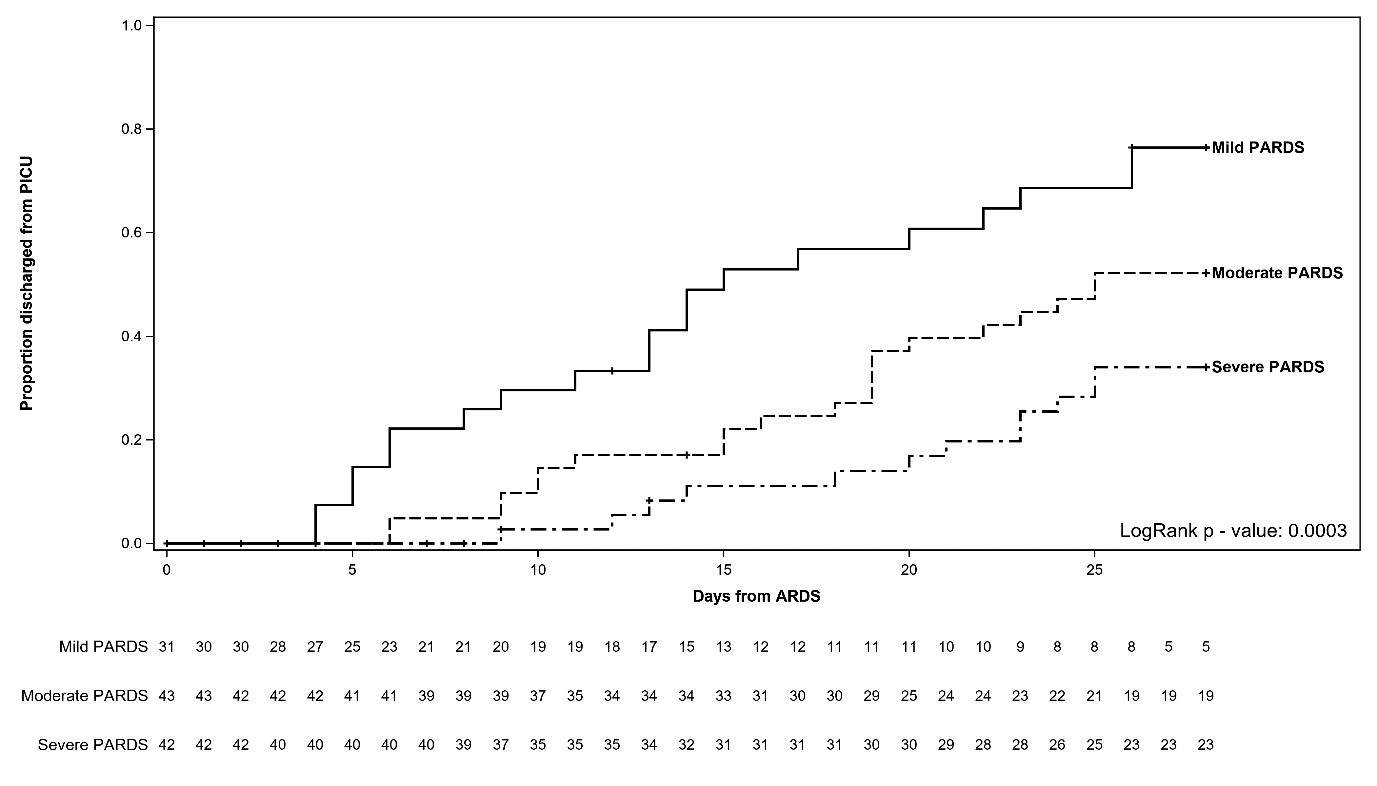 1.0
0.8
0.6
0.4
0.2
0.0
Proportion discharged from PICU
Mild PARDS
Moderate PARDS
Severe PARDS
LogRank p - value: 0.0003
0 5 10 15 20 25
Days from ARDS
Mild PARDS 31 30 30 28 27 25 23 21 21 20 19 19 18 17 15 13 12 12 11 11 11 10 10 9 8 8 8 5 5
Moderate PARDS 43 43 42 42 42 41 41 39 39 39 37 35 34 34 34 33 31 30 30 29 25 24 24 23 22 21 19 19 19
Severe PARDS 42 42 42 40 40 40 40 40 39 37 35 35 35 34 32 31 31 31 31 30 30 29 28 28 26 25 23 23 23